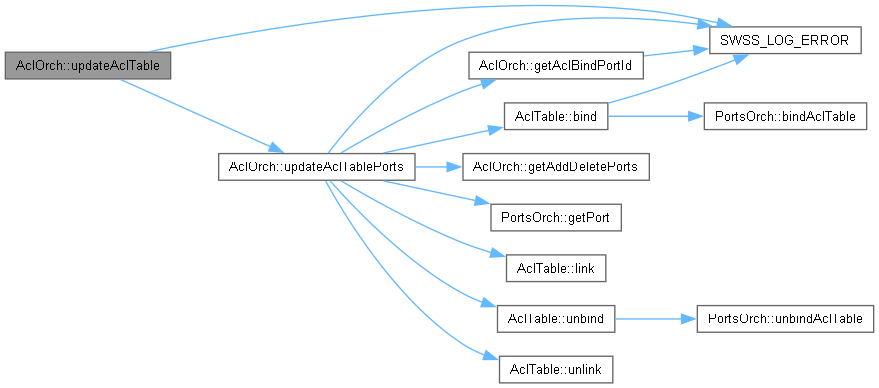 AclOrch::updateAclTable
SWSS_LOG_ERROR
AclOrch::getAclBindPortId
AclTable::bind
PortsOrch::bindAclTable
AclOrch::updateAclTablePorts
AclOrch::getAddDeletePorts
PortsOrch::getPort
AclTable::link
AclTable::unbind
PortsOrch::unbindAclTable
AclTable::unlink